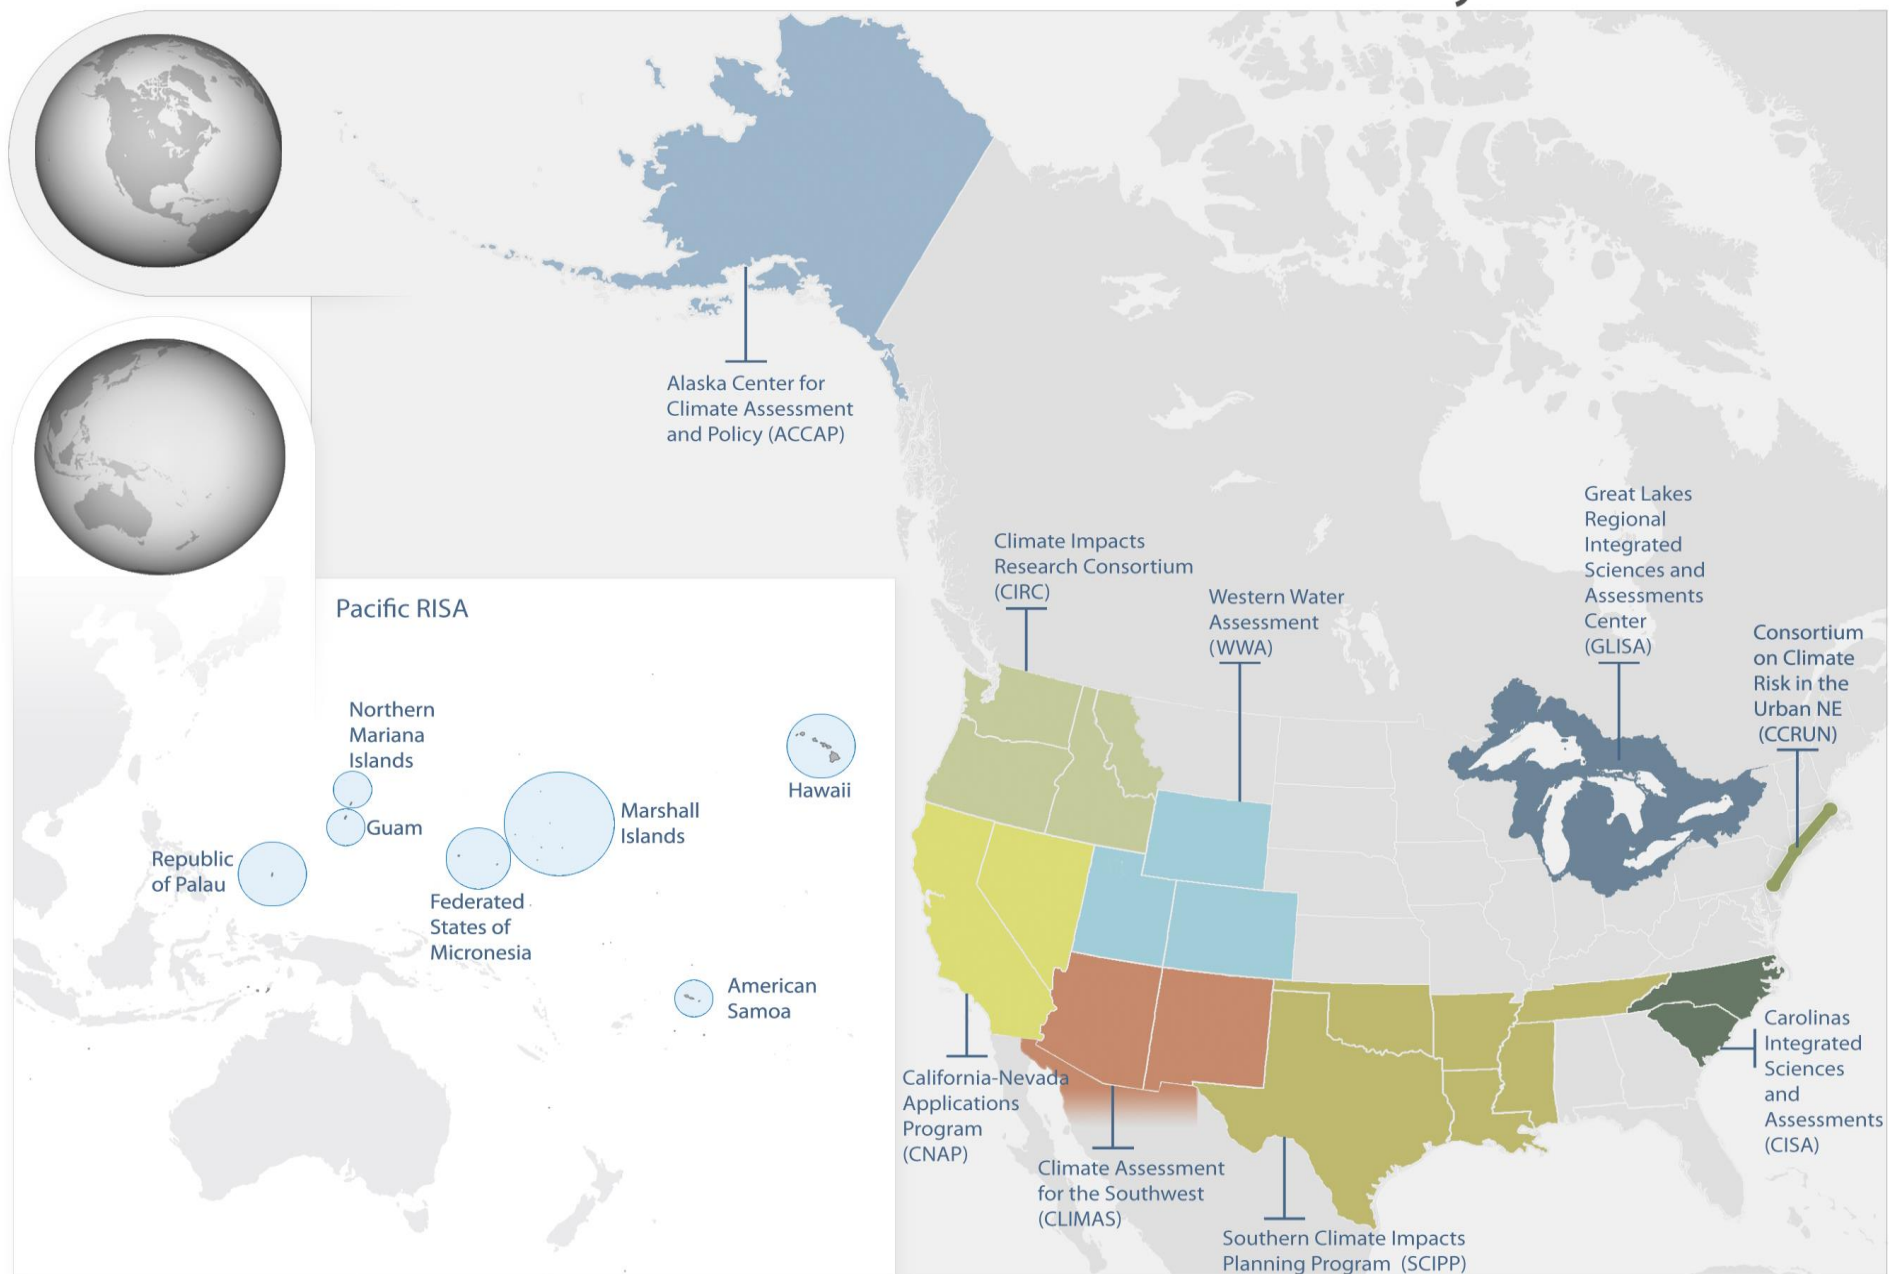 Alaska Center for
Climate Assessment
and Policy (ACCAP)
Climate Impacts
Research Consortium
(CIRC)
Western Water
Assessment
(WWA)
Great Lakes
Regional
Integrated
Sciences and
Assessments
Center
(GLISA)
Consortium
on Climate
Risk in the
Urban NE
(CCRUN)
Pacific RISA
Northern
Mariana
Islands
Guam
Republic
of Palau
Federated
States of
Micronesia
Marshall
Islands
Hawaii
American
Samoa
California-Nevada
Applications
Program
(CNAP)
Climate Assessment
for the Southwest
(CLIMAS)
Southern Climate Impacts
Planning Program (SCIPP)
Carolinas
Integrated
Sciences
and
Assessments
(CISA)